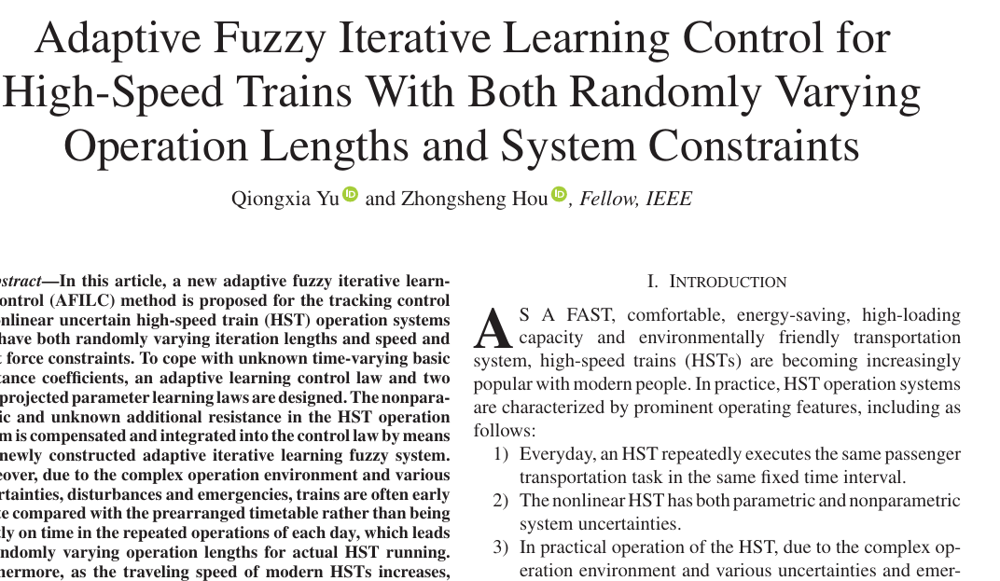 Adaptive Fuzzy Iterative Learning Control for
High-Speed Trains With Both Randomly Varying
Operation Lengths and System Constraints
Qiongxia Yu iD and Zhongsheng Hou iD, Fellow, IEEE
—In this article, a new adaptive fuzzy iterative learn-
(AFILC) method is proposed for the tracking control
uncertain high-speed train (HST) operation systems
have both randomly varying iteration lengths and speed and
force constraints. To cope with unknown time-varying basic
coefficients, an adaptive learning control law and two
projected parameter learning laws are designed. The nonpara-
and unknown additional resistance in the HST operation
is compensated and integrated into the control law by means
newly constructed adaptive iterative learning fuzzy system.
due to the complex operation environment and various
disturbances and emergencies, trains are often early
compared with the prearranged timetable rather than being
on time in the repeated operations of each day, which leads
varying operation lengths for actual HST running.
as the traveling speed of modern HSTs increases,
I. INTRODUCTION
AS A FAST, comfortable, energy-saving, high-loading
capacity and environmentally friendly transportation
system, high-speed trains (HSTs) are becoming increasingly
popular with modern people. In practice, HST operation systems
are characterized by prominent operating features, including as
follows:
1) Everyday, an HST repeatedly executes the same passenger
transportation task in the same fixed time interval.
2) The nonlinear HST has both parametric and nonparametric
system uncertainties.
3) In practical operation of the HST, due to the complex op-
eration environment and various uncertainties and emer-